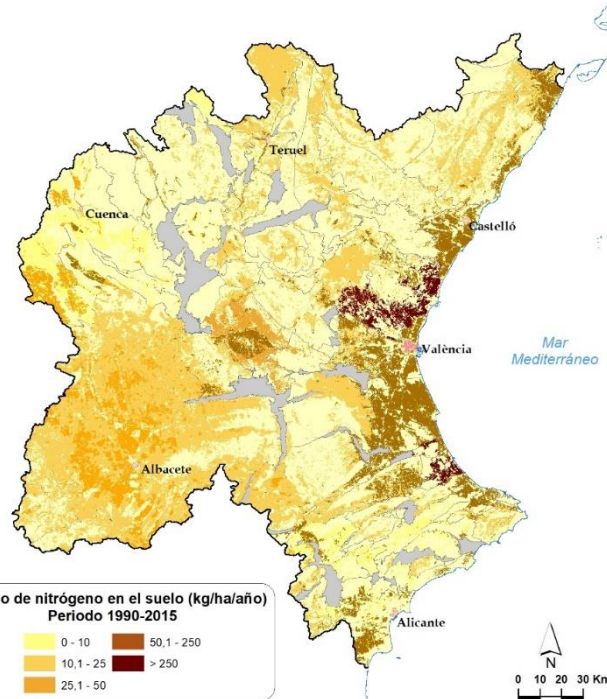 Teruel
Cuenca
Castelló
València
Mar
Mediterráneo
Albacete
Alicante
o de nitrógeno en el suelo (kg/ha/año)
Periodo 1990-2015
0 - 10
50,1 - 250
10,1 - 25
> 250
25,1 - 50
N
0 10 20 30 Km